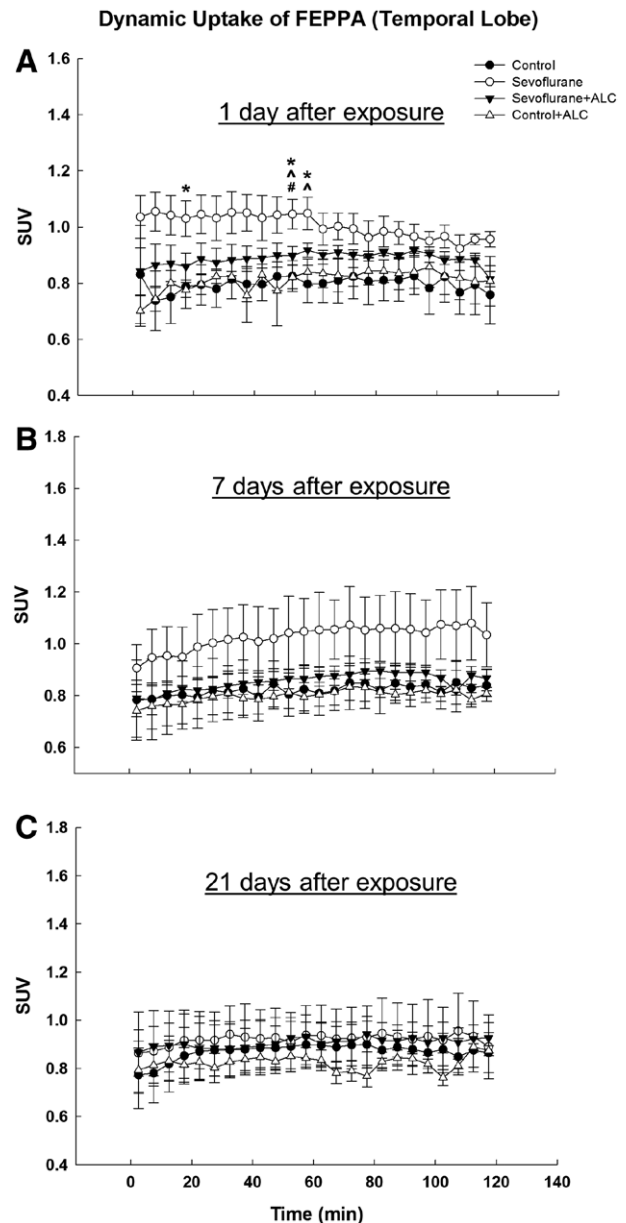 Dynamic Uptake of FEPPA (Temporal Lobe)
A
1.6
1.4
1.2
1.0
0.8
0.6
0.4
SUV
1 day after exposure
Control
Sevoflurane
Sevoflurane+ALC
Control+ALC
*
*
^
#
*
^
B
1.8
1.6
1.4
1.2
1.0
0.8
0.6
SUV
7 days after exposure
C
1.8
1.6
1.4
1.2
1.0
0.8
0.6
0.4
SUV
21 days after exposure
0 20 40 60 80 100 120 140
Time (min)